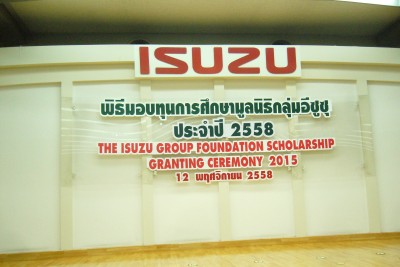 ISUZU
พิธีมอบทุนการศึกษามูลนิธิกลุ่มอีซูซุ
ประจำปี 2558
THE ISUZU GROUP FOUNDATION SCHOLARSHIP
GRANTING CEREMONY 2015
12 พฤศจิกายน 2558